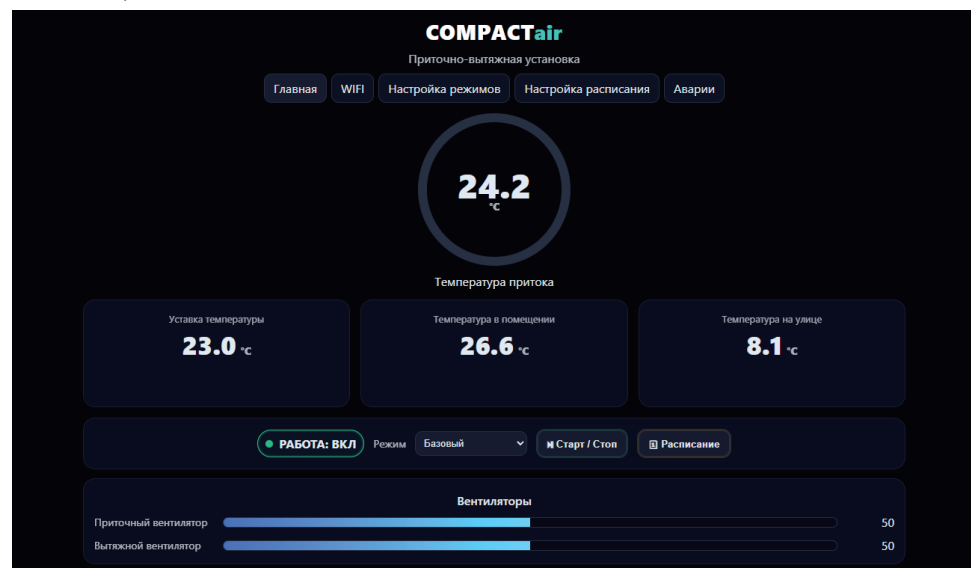 COMPACTair
Приточно-вытяжная установка
Главная WIFI Настройка режимов Настройка расписания Аварии
24.2
°C
Температура притока
Уставка температуры Температура в помещении Температура на улице
23.0 °C 26.6 °C 8.1 °C
РАБОТА: ВКЛ Режим Базовый Старт / Стоп Расписание
Вентиляторы
Приточный вентилятор 50
Вытяжной вентилятор 50